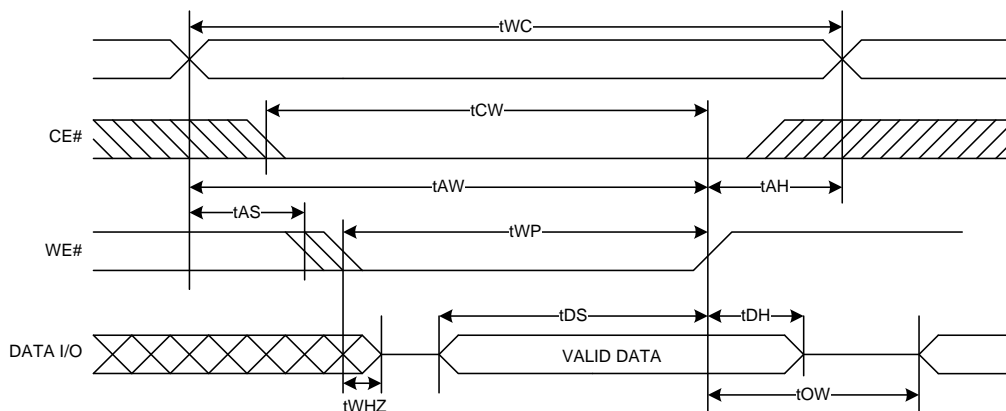 tWC
tCW
CE#
tAW
tAH
tAS
WE#
tWP
tDS
tDH
DATA I/O
VALID DATA
tWHZ
tOW